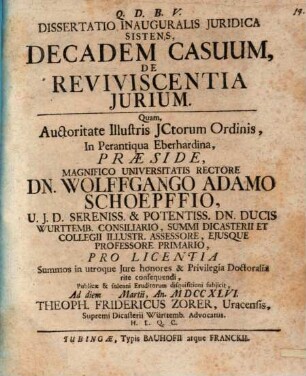 Q. D. B. V.
DISSERTATIO INAUGURALIS JURIDICA
SISTENS,
DECADEM CASUUM,
DE
REVIVISCENTIA
JURIUM.
Quam,
Auctoritate Illustris JCtorum Ordinis,
In Perantiqua Eberhardina,
PRÆSIDE,
MAGNIFICO UNIVERSITATIS RECTORE
DN. WOLFFGANGO ADAMO
SCHOEPFFIO,
U. J. D. SERENISS. & POTENTISS. DN. DUCIS
WURTTEMB. CONSILIARIO, SUMMI DICASTERII ET
COLLEGII ILLUSTR. ASSESSORE, EJUSQUE
PROFESSORE PRIMARIO,
PRO LICENTIA
Summos in utroque Jure honores & Privilegia Doctoralia
rite consequendi,
Publicæ & solenni Eruditorum disquisitioni subjicit,
Ad diem Martii, An. MDCCXLVI.
THEOPH. FRIDERICUS ZORER, Uracensis,
Supremi Dicasterii Württemb. Advocatus.
H. L. Q. C.
TUBINGÆ, Typis BAUHOFII atque FRANCKII.